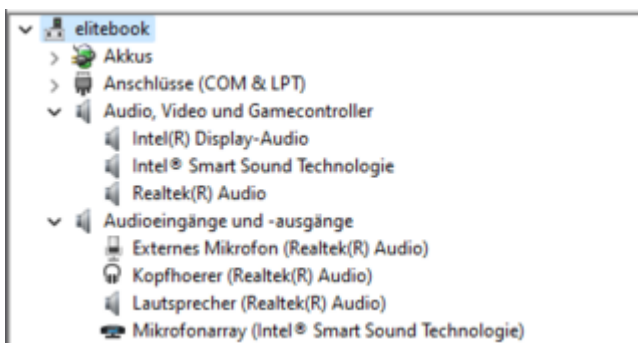 elitebook
Akkus
Anschlüsse (COM & LPT)
Audio, Video und Gamecontroller
Intel(R) Display-Audio
Intel® Smart Sound Technologie
Realtek(R) Audio
Audioeingänge und -ausgänge
Externes Mikrofon (Realtek(R) Audio)
Kopfhoerer (Realtek(R) Audio)
Lautsprecher (Realtek(R) Audio)
Mikrofonarray (Intel® Smart Sound Technologie)